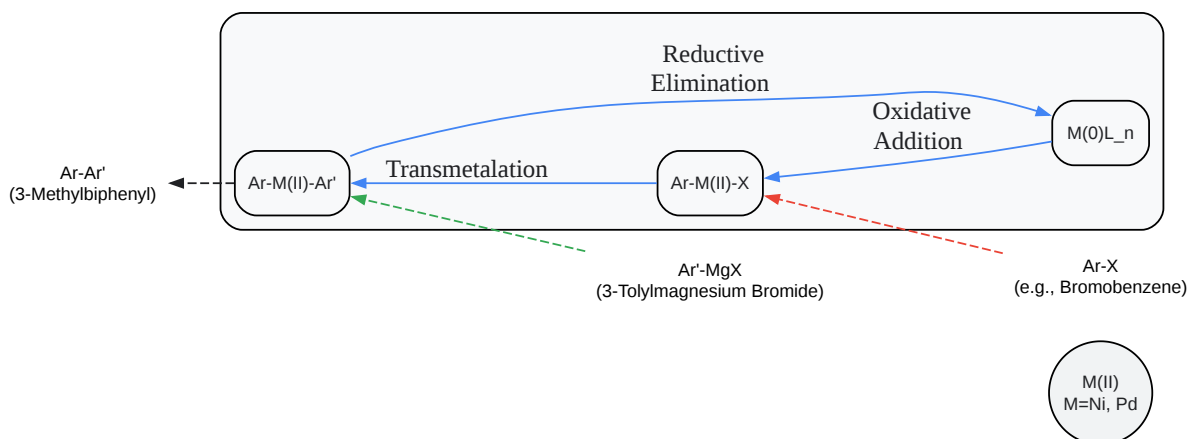 Reductive
Elimination
Oxidative
Addition
M(0)L_n
Transmetalation
Ar-M(II)-Ar'
Ar-M(II)-X
Ar-Ar'
(3-Methylbiphenyl)
Ar'-MgX
(3-Tolylmagnesium Bromide)
Ar-X
(e.g., Bromobenzene)
M(II)
M=Ni, Pd